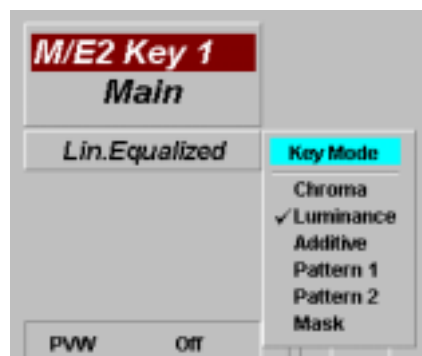 M/E2 Key 1
Main
Lin.Equalized
Key Mode
Chroma
✓Luminance
Additive
Pattern 1
Pattern 2
Mask
PVW Off